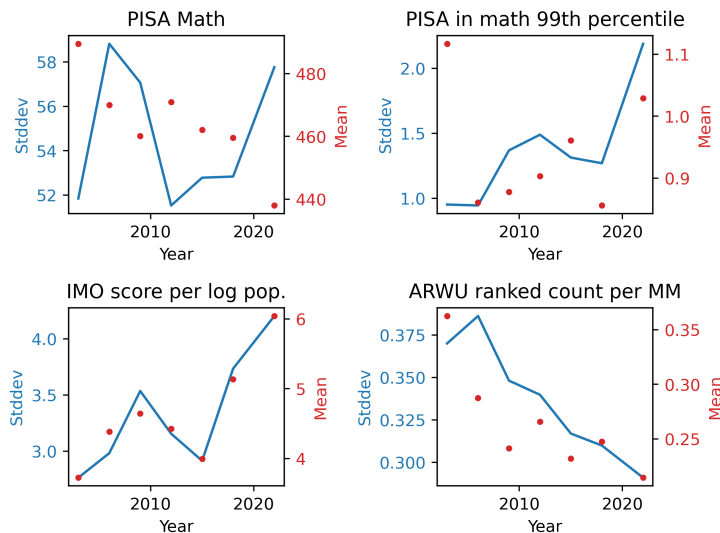 PISA Math
58
56
54
52
Stddev
480
460
440
Mean
2010
2020
Year
PISA in math 99th percentile
2.0
1.5
1.0
Stddev
1.1
1.0
0.9
Mean
2010
2020
Year
IMO score per log pop.
4.0
3.5
3.0
Stddev
6
5
4
Mean
2010
2020
Year
ARWU ranked count per MM
0.375
0.350
0.325
0.300
Stddev
0.35
0.30
0.25
Mean
2010
2020
Year